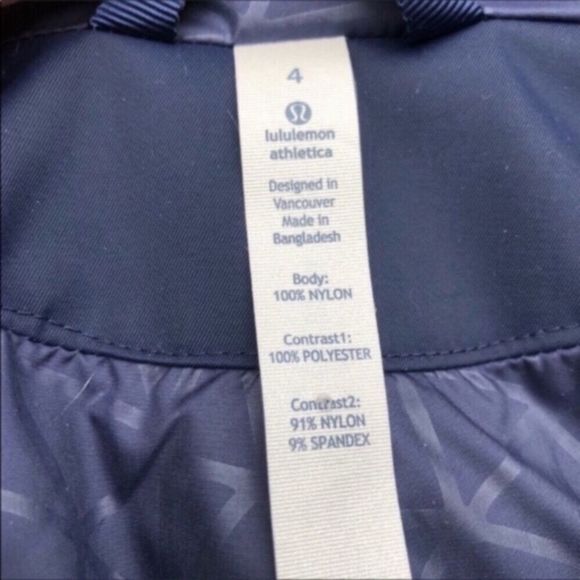 4
lululemon
athletica
Designed in
Vancouver
Made in
Bangladesh
Body:
100% NYLON
Contrast1:
100% POLYESTER
Contrast2:
91% NYLON
9% SPANDEX